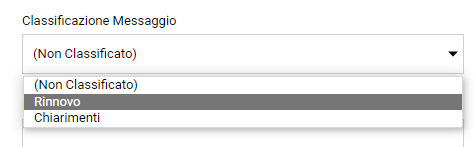 Classificazione Messaggio
(Non Classificato)
(Non Classificato)
Rinnovo
Chiarimenti